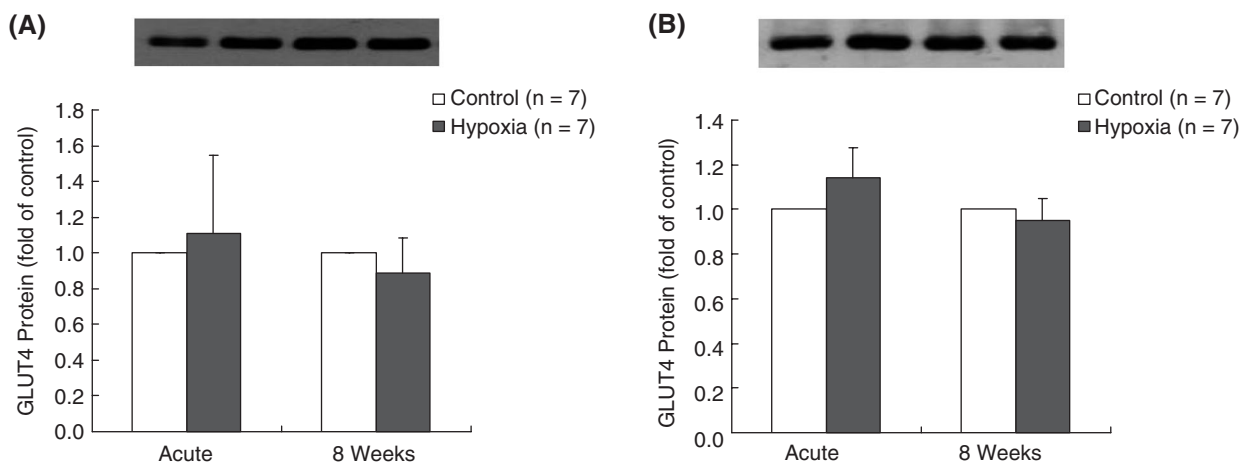 (A)
Control (n = 7)
Hypoxia (n = 7)
GLUT4 Protein (fold of control)
1.8
1.6
1.4
1.2
1.0
0.8
0.6
0.4
0.2
0.0
Acute
8 Weeks
(B)
Control (n = 7)
Hypoxia (n = 7)
GLUT4 Protein (fold of control)
1.4
1.2
1.0
0.8
0.6
0.4
0.2
0.0
Acute
8 Weeks